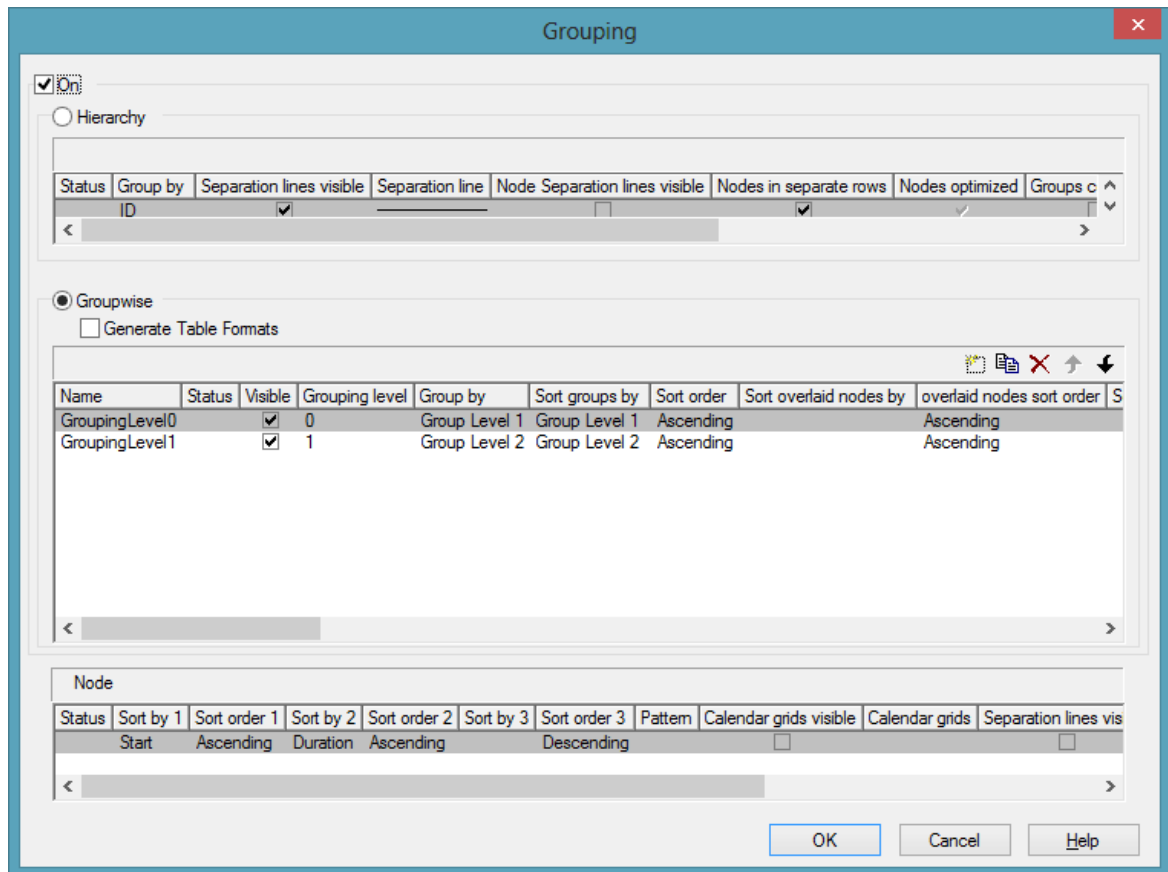 Grouping
On
Hierarchy
Status Group by Separation lines visible Separation line Node Separation lines visible Nodes in separate rows Nodes optimized Groups c
ID
Groupwise
Generate Table Formats
Name Status Visible Grouping level Group by Sort groups by Sort order Sort overlaid nodes by overlaid nodes sort order S
GroupingLevel0 0 Group Level 1 Group Level 1 Ascending Ascending
GroupingLevel1 1 Group Level 2 Group Level 2 Ascending Ascending
Node
Status Sort by 1 Sort order 1 Sort by 2 Sort order 2 Sort by 3 Sort order 3 Pattern Calendar grids visible Calendar grids Separation lines vis
Start Ascending Duration Ascending Descending
OK Cancel Help